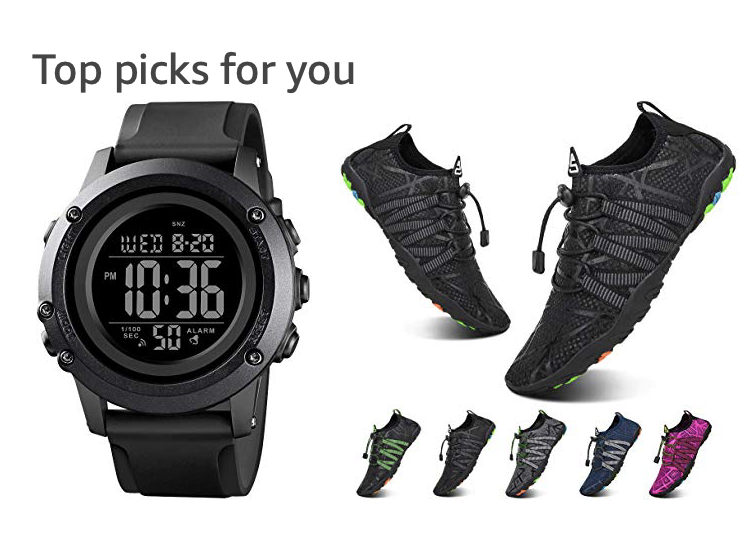 Top picks for you
SNZ
WED 8-20
PM 10:36
1/100
SEC 50 ALARM